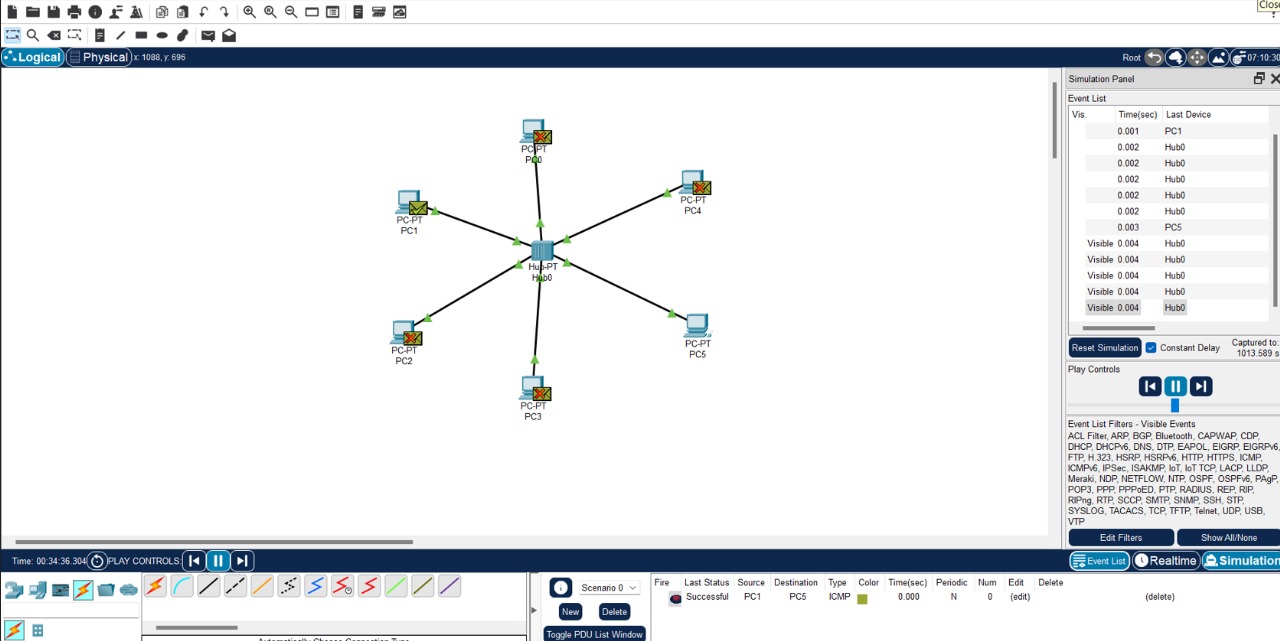 Close
Logical Physical x: 1088, y: 696 Root 07:10:30
Simulation Panel
Event List
Vis. Time(sec) Last Device
0.001 PC1
0.002 Hub0
0.002 Hub0
0.002 Hub0
0.002 Hub0
0.002 Hub0
0.003 PC5
Visible 0.004 Hub0
Visible 0.004 Hub0
Visible 0.004 Hub0
Visible 0.004 Hub0
Visible 0.004 Hub0
Reset Simulation Constant Delay Captured to:
1013.589 s
Play Controls
Event List Filters - Visible Events
ACL Filter, ARP, BGP, Bluetooth, CAPWAP, CDP,
DHCP, DHCPv6, DNS, DTP, EAPOL, EIGRP, EIGRPv6,
FTP, H.323, HSRP, HSRPv6, HTTP, HTTPS, ICMP,
ICMPv6, IPSec, ISAKMP, IoT, IoT TCP, LACP, LLDP,
Meraki, NDP, NETFLOW, NTP, OSPF, OSPFv6, PAgP,
POP3, PPP, PPPoED, PTP, RADIUS, REP, RIP,
RIPng, RTP, SCCP, SMTP, SNMP, SSH, STP,
SYSLOG, TACACS, TCP, TFTP, Telnet, UDP, USB,
VTP
Edit Filters Show All/None
PC-PT
PC0
PC-PT
PC4
PC-PT
PC1
Hub-PT
Hub0
PC-PT
PC5
PC-PT
PC2
PC-PT
PC3
Time: 00:34:36.304 PLAY CONTROLS: Event List Realtime Simulation
Scenario 0
New Delete
Toggle PDU List Window
Fire Last Status Source Destination Type Color Time(sec) Periodic Num Edit Delete
Successful PC1 PC5 ICMP 0.000 N 0 (edit) (delete)
Automatically Choose Connection Type